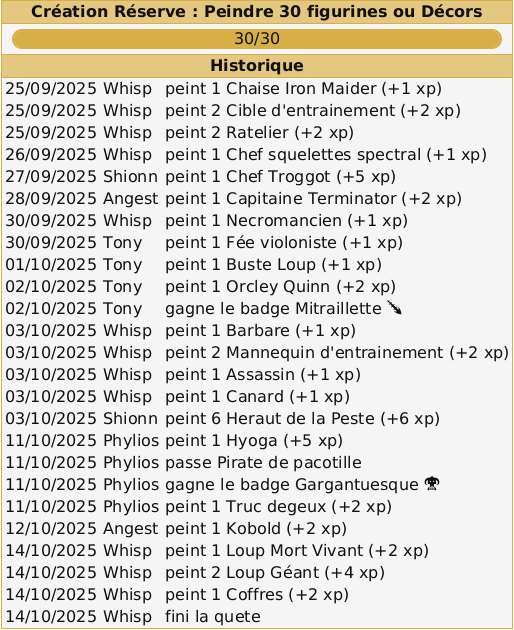 Création Réserve : Peindre 30 figurines ou Décors
30/30
Historique
25/09/2025 Whisp peint 1 Chaise Iron Maider (+1 xp)
25/09/2025 Whisp peint 2 Cible d'entrainement (+2 xp)
25/09/2025 Whisp peint 2 Ratelier (+2 xp)
26/09/2025 Whisp peint 1 Chef squelettes spectral (+1 xp)
27/09/2025 Shionn peint 1 Chef Troggot (+5 xp)
28/09/2025 Angest peint 1 Capitaine Terminator (+2 xp)
30/09/2025 Whisp peint 1 Necromancien (+1 xp)
30/09/2025 Tony peint 1 Fée violoniste (+1 xp)
01/10/2025 Tony peint 1 Buste Loup (+1 xp)
02/10/2025 Tony peint 1 Orcley Quinn (+2 xp)
02/10/2025 Tony gagne le badge Mitraillette
03/10/2025 Whisp peint 1 Barbare (+1 xp)
03/10/2025 Whisp peint 2 Mannequin d'entrainement (+2 xp)
03/10/2025 Whisp peint 1 Assassin (+1 xp)
03/10/2025 Whisp peint 1 Canard (+1 xp)
03/10/2025 Shionn peint 6 Heraut de la Peste (+6 xp)
11/10/2025 Phylios peint 1 Hyoga (+5 xp)
11/10/2025 Phylios passe Pirate de pacotille
11/10/2025 Phylios gagne le badge Gargantuesque
11/10/2025 Phylios peint 1 Truc degeux (+2 xp)
12/10/2025 Angest peint 1 Kobold (+2 xp)
14/10/2025 Whisp peint 1 Loup Mort Vivant (+2 xp)
14/10/2025 Whisp peint 2 Loup Géant (+4 xp)
14/10/2025 Whisp peint 1 Coffres (+2 xp)
14/10/2025 Whisp fini la quete